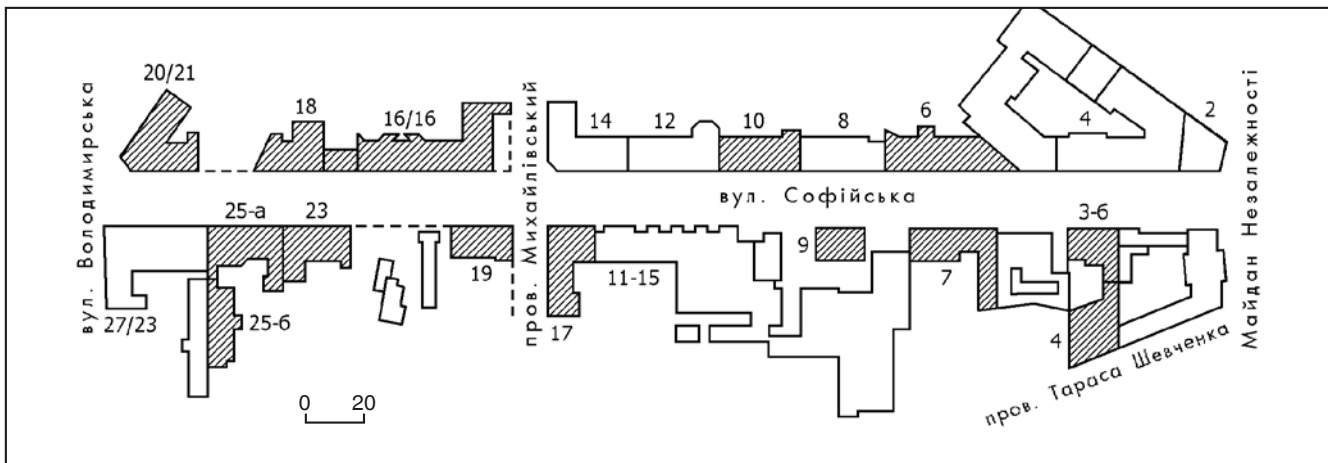 20/21
18
16/16
14
12
10
8
6
4
2
вул. Володимирська
пров. Михайлівський
вул. Софійська
Майдан Незалежності
25-а
23
19
17
11-15
9
7
3-б
4
27/23
25-б
0 20
пров. Тараса Шевченка